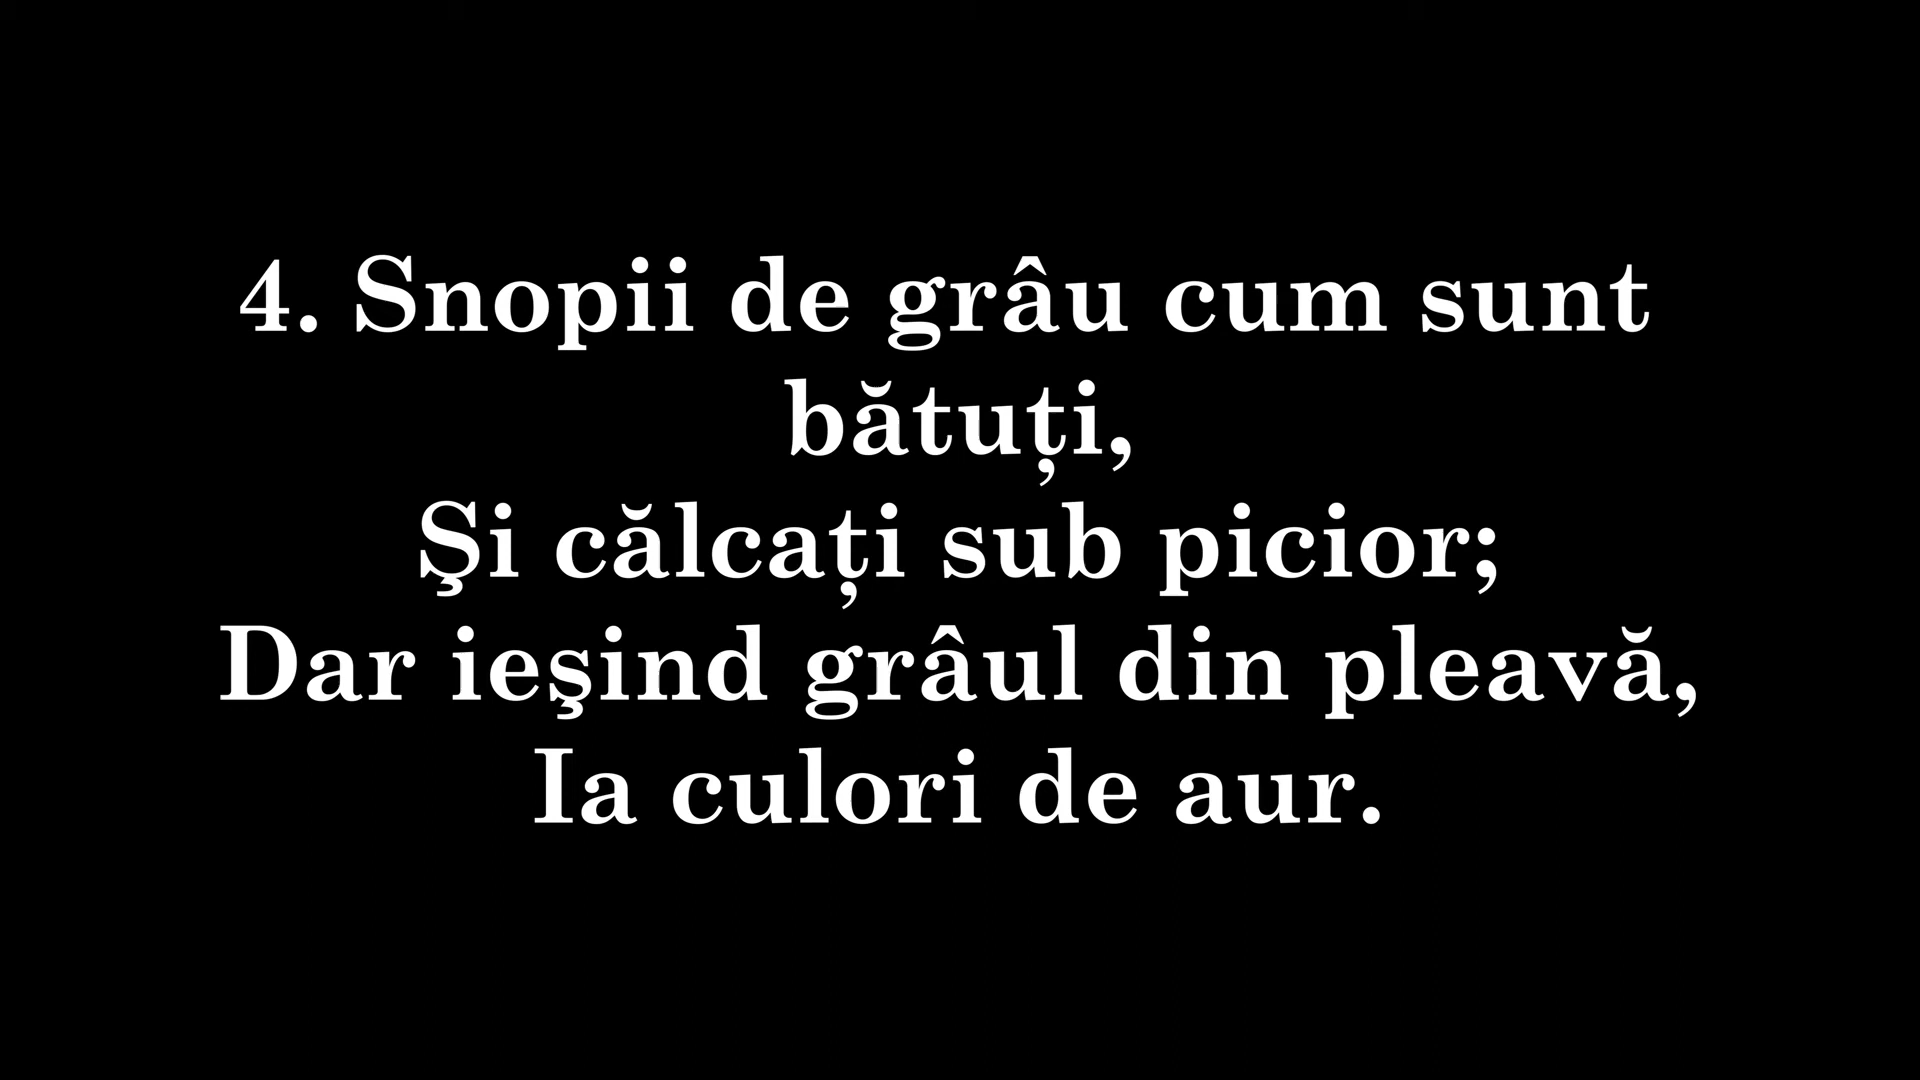 4. Snopii de grâu cum sunt
bătuți,
Şi călcați sub picior;
Dar ieşind grâul din pleavă,
Ia culori de aur.